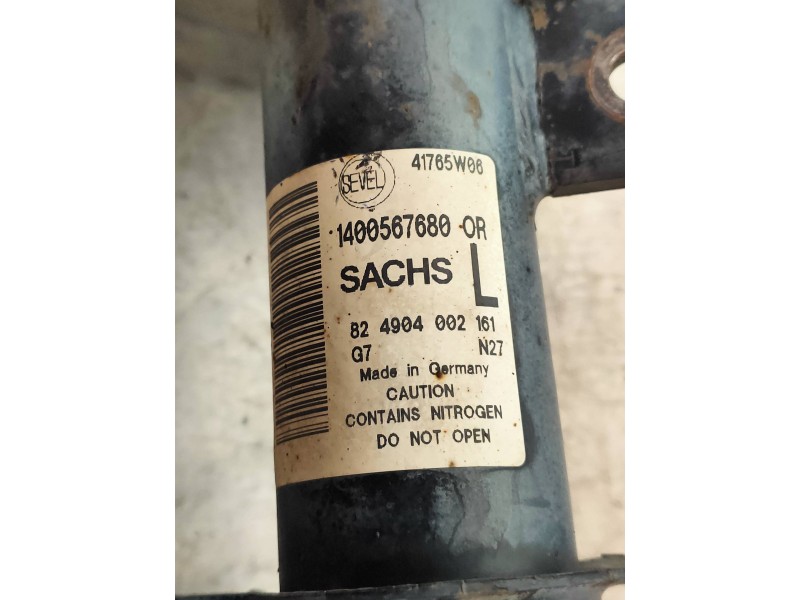 SEVEL 41765W06
1400567680 OR
SACHS L
82 4904 002 161
G7 N27
Made in Germany
CAUTION
CONTAINS NITROGEN
DO NOT OPEN